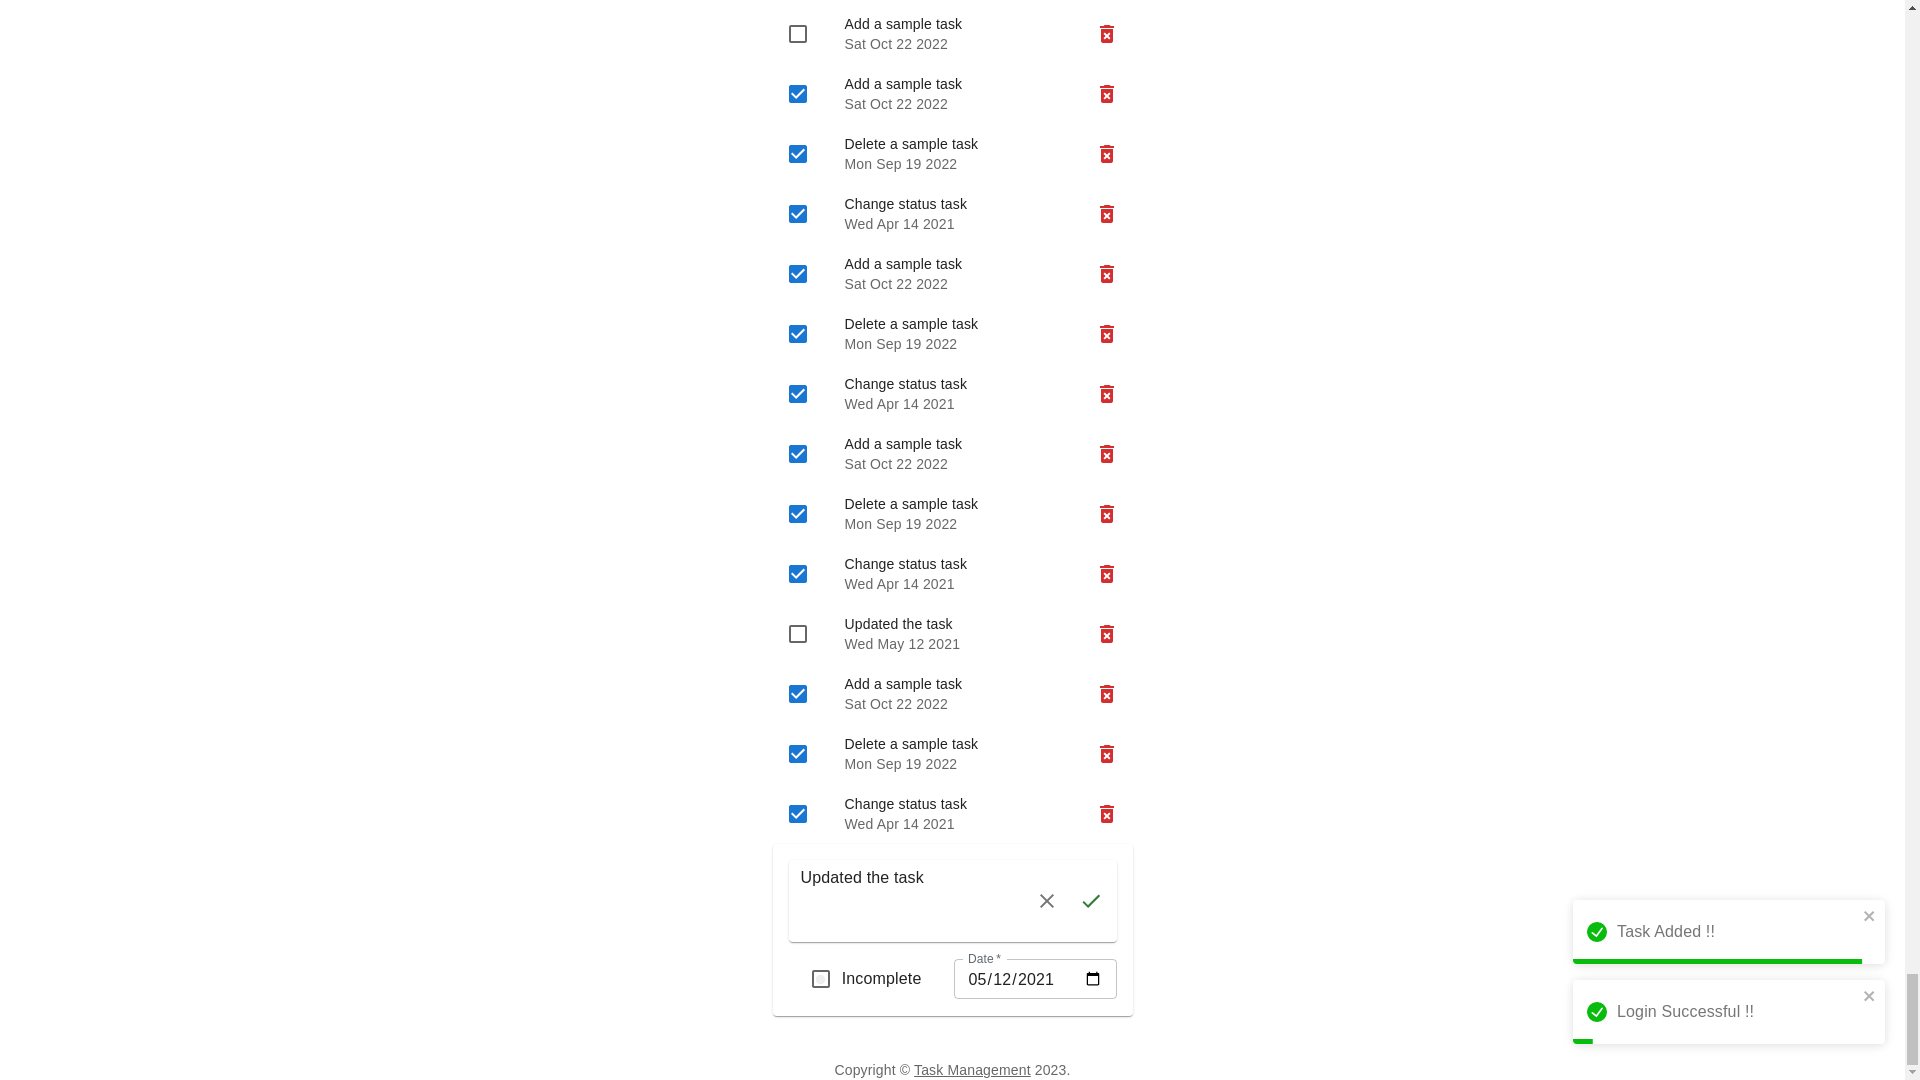 Add a sample task
Sat Oct 22 2022
Add a sample task
Sat Oct 22 2022
Delete a sample task
Mon Sep 19 2022
Change status task
Wed Apr 14 2021
Add a sample task
Sat Oct 22 2022
Delete a sample task
Mon Sep 19 2022
Change status task
Wed Apr 14 2021
Add a sample task
Sat Oct 22 2022
Delete a sample task
Mon Sep 19 2022
Change status task
Wed Apr 14 2021
Updated the task
Wed May 12 2021
Add a sample task
Sat Oct 22 2022
Delete a sample task
Mon Sep 19 2022
Change status task
Wed Apr 14 2021
Updated the task
Incomplete
Date *
05/12/2021
Task Added !!
Login Successful !!
Copyright © Task Management 2023.